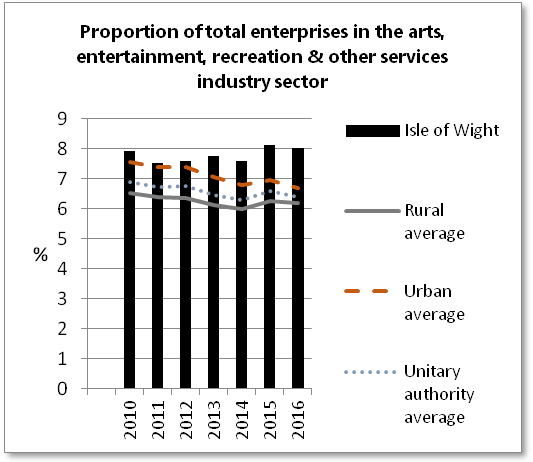 Proportion of total enterprises in the arts,
entertainment, recreation & other services
industry sector
9
8
7
6
5
4
3
2
1
0
%
2010
2011
2012
2013
2014
2015
2016
Isle of Wight
Rural
average
Urban
average
Unitary
authority
average